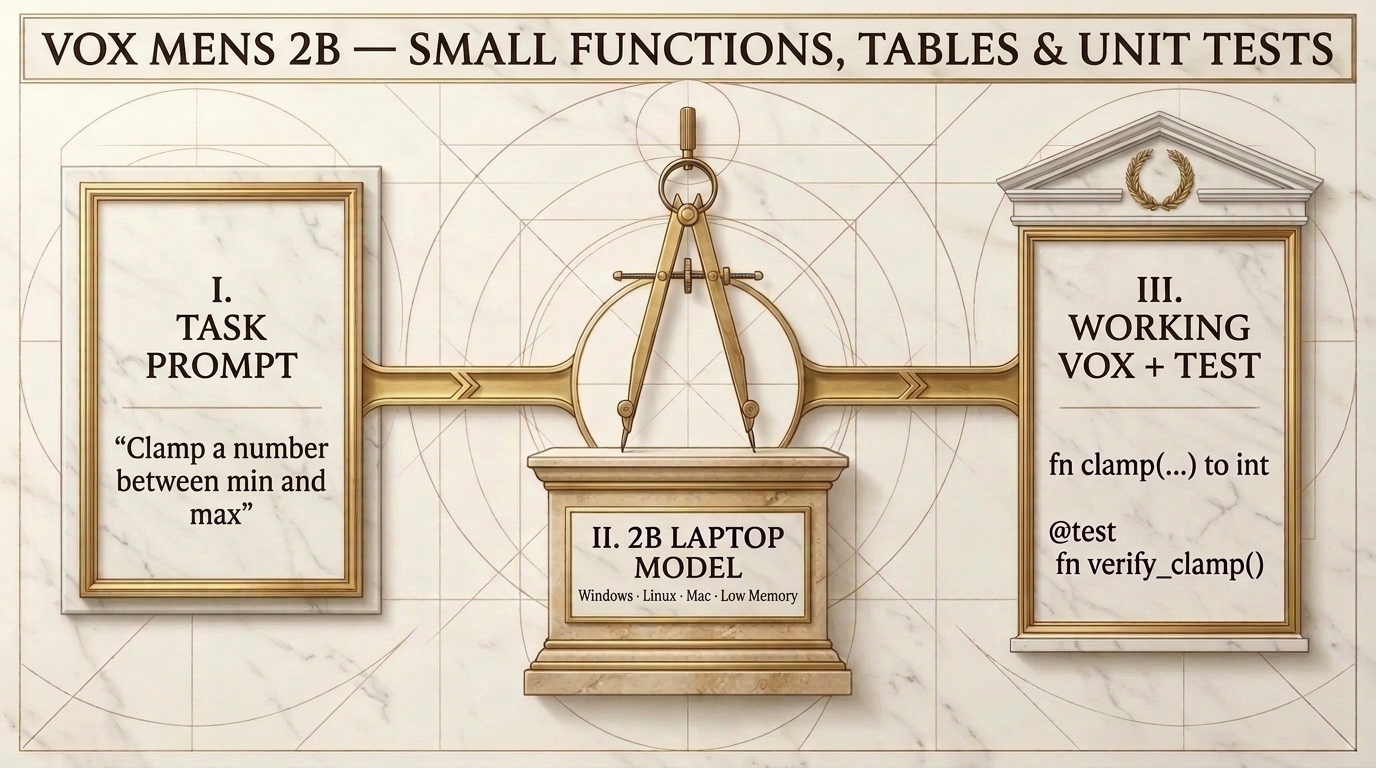 VOX MENS 2B — SMALL FUNCTIONS, TABLES & UNIT TESTS
I.
TASK
PROMPT
“Clamp a number
between min and
max”
II. 2B LAPTOP
MODEL
Windows · Linux · Mac · Low Memory
III.
WORKING
VOX + TEST
fn clamp(...) to int
@test
fn verify_clamp()